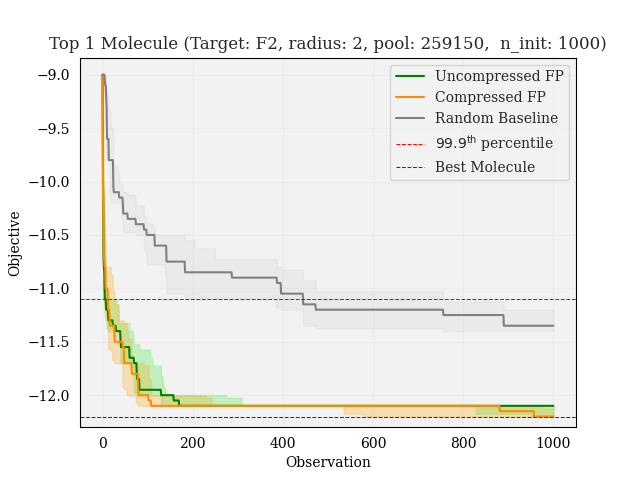 Top 1 Molecule (Target: F2, radius: 2, pool: 259150,  n_init: 1000)
Uncompressed FP
Compressed FP
Random Baseline
99.9th percentile
Best Molecule
Objective
−9.0
−9.5
−10.0
−10.5
−11.0
−11.5
−12.0
0 200 400 600 800 1000
Observation